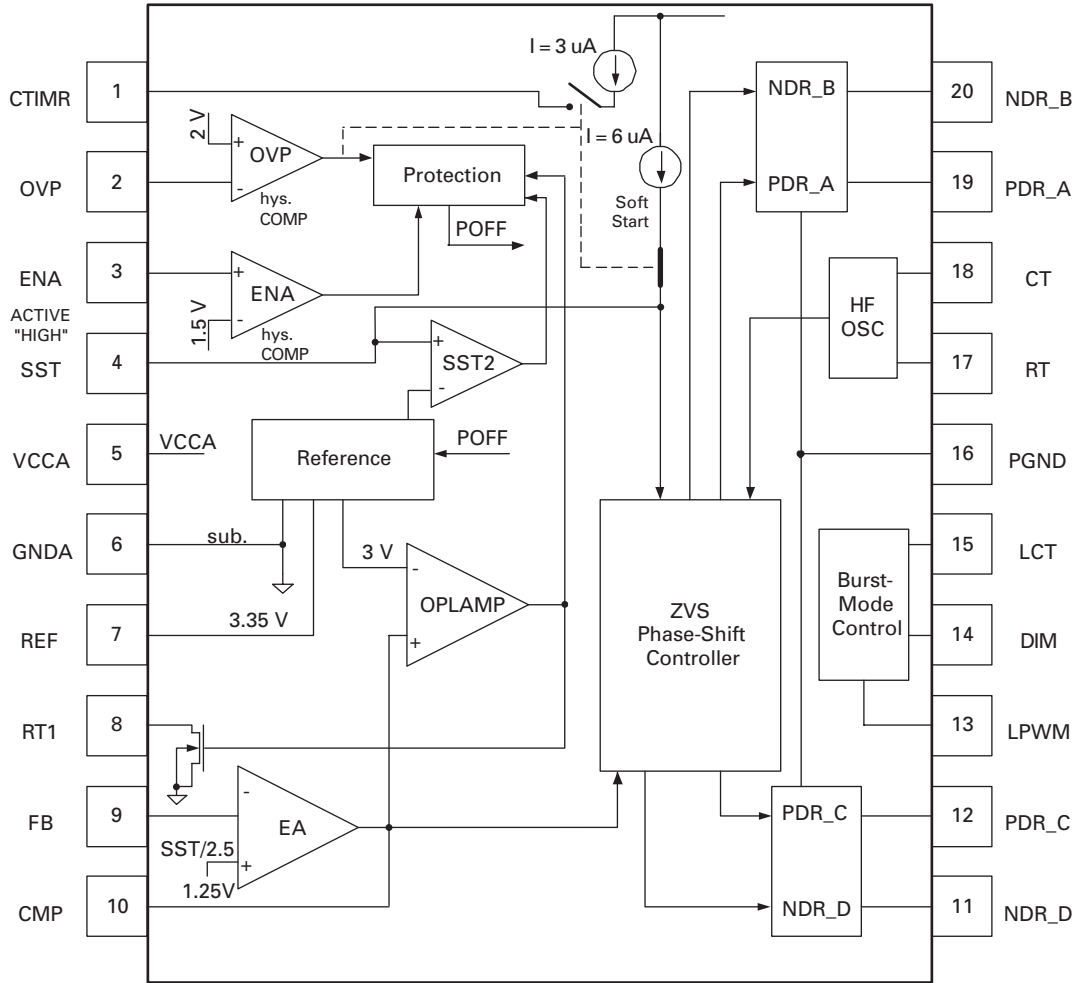 I = 3 uA
CTIMR
1
2 V
+
OVP
-
hys.
COMP
I = 6 uA
NDR_B
20
NDR_B
OVP
2
Protection
POFF
Soft
Start
PDR_A
19
PDR_A
ENA
3
+
ENA
-
1.5 V
hys.
COMP
ACTIVE
"HIGH"
HF
OSC
18
CT
SST
4
+
SST2
-
17
RT
VCCA
5
VCCA
Reference
POFF
16
PGND
GNDA
6
sub.
3 V
-
OPLAMP
+
15
LCT
REF
7
3.35 V
ZVS
Phase-Shift
Controller
Burst-
Mode
Control
14
DIM
RT1
8
13
LPWM
FB
9
-
EA
SST/2.5
+
1.25V
PDR_C
12
PDR_C
CMP
10
NDR_D
11
NDR_D